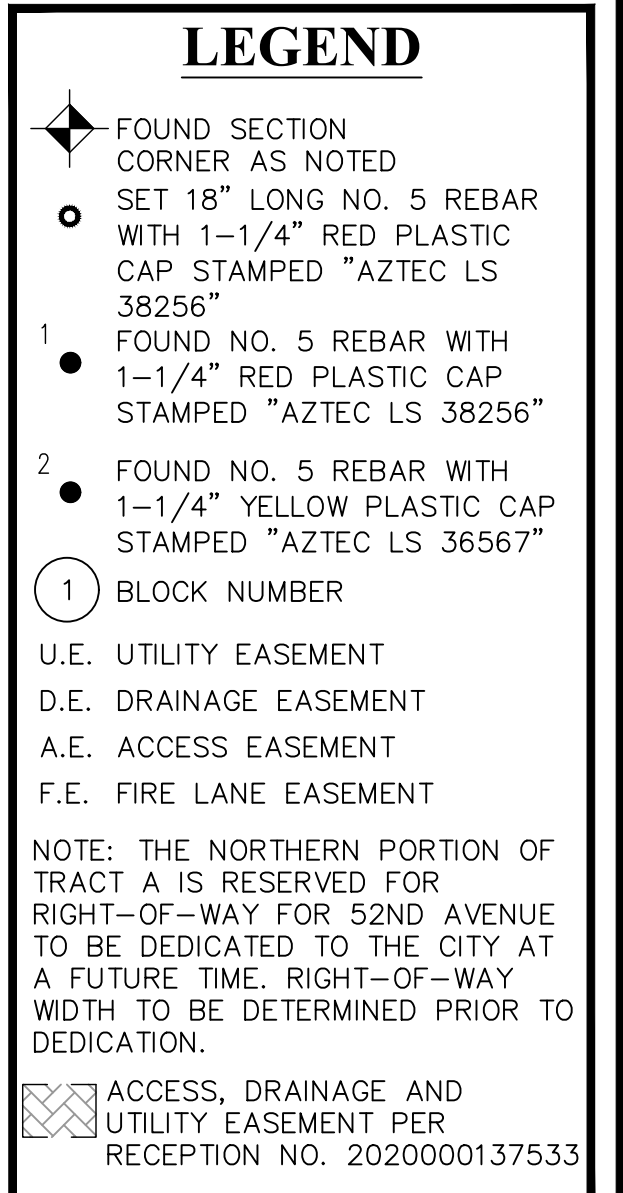 LEGEND
FOUND SECTION
CORNER AS NOTED
SET 18" LONG NO. 5 REBAR
WITH 1-1/4" RED PLASTIC
CAP STAMPED "AZTEC LS
38256"
1 FOUND NO. 5 REBAR WITH
1-1/4" RED PLASTIC CAP
STAMPED "AZTEC LS 38256"
2 FOUND NO. 5 REBAR WITH
1-1/4" YELLOW PLASTIC CAP
STAMPED "AZTEC LS 36567"
1 BLOCK NUMBER
U.E. UTILITY EASEMENT
D.E. DRAINAGE EASEMENT
A.E. ACCESS EASEMENT
F.E. FIRE LANE EASEMENT
NOTE: THE NORTHERN PORTION OF
TRACT A IS RESERVED FOR
RIGHT-OF-WAY FOR 52ND AVENUE
TO BE DEDICATED TO THE CITY AT
A FUTURE TIME. RIGHT-OF-WAY
WIDTH TO BE DETERMINED PRIOR TO
DEDICATION.
ACCESS, DRAINAGE AND
UTILITY EASEMENT PER
RECEPTION NO. 2020000137533